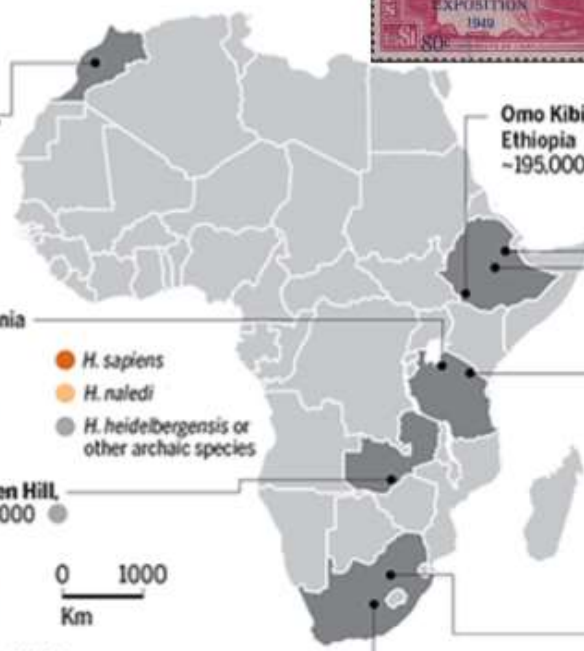 EXPOSITION
1949
80c
Omo Kibi
Ethiopia
~195,000
nia
H. sapiens
H. naledi
H. heidelbergensis or
other archaic species
en Hill,
000
0 1000
Km